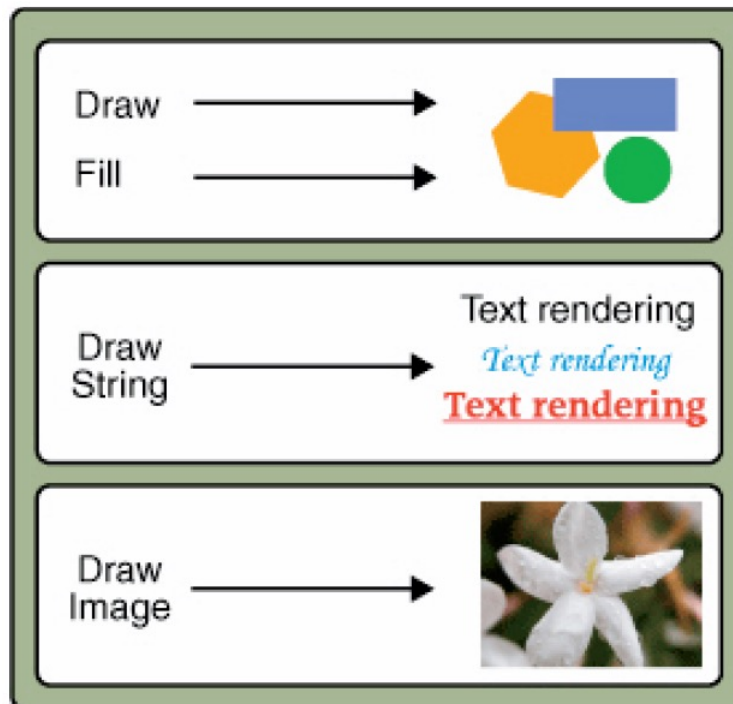 Draw
Fill
Draw
String
Text rendering
Text rendering
Text rendering
Draw
Image